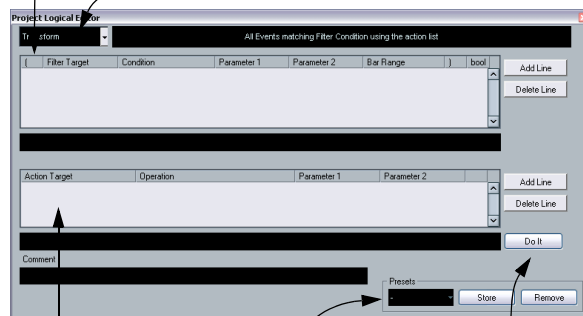 Project Logical Editor
Tr sform
All Events matching Filter Condition using the action list
( Filter Target Condition Parameter 1 Parameter 2 Bar Range ) bool
Add Line
Delete Line
Action Target Operation Parameter 1 Parameter 2
Add Line
Delete Line
Do It
Comment
Presets
- Store Remove